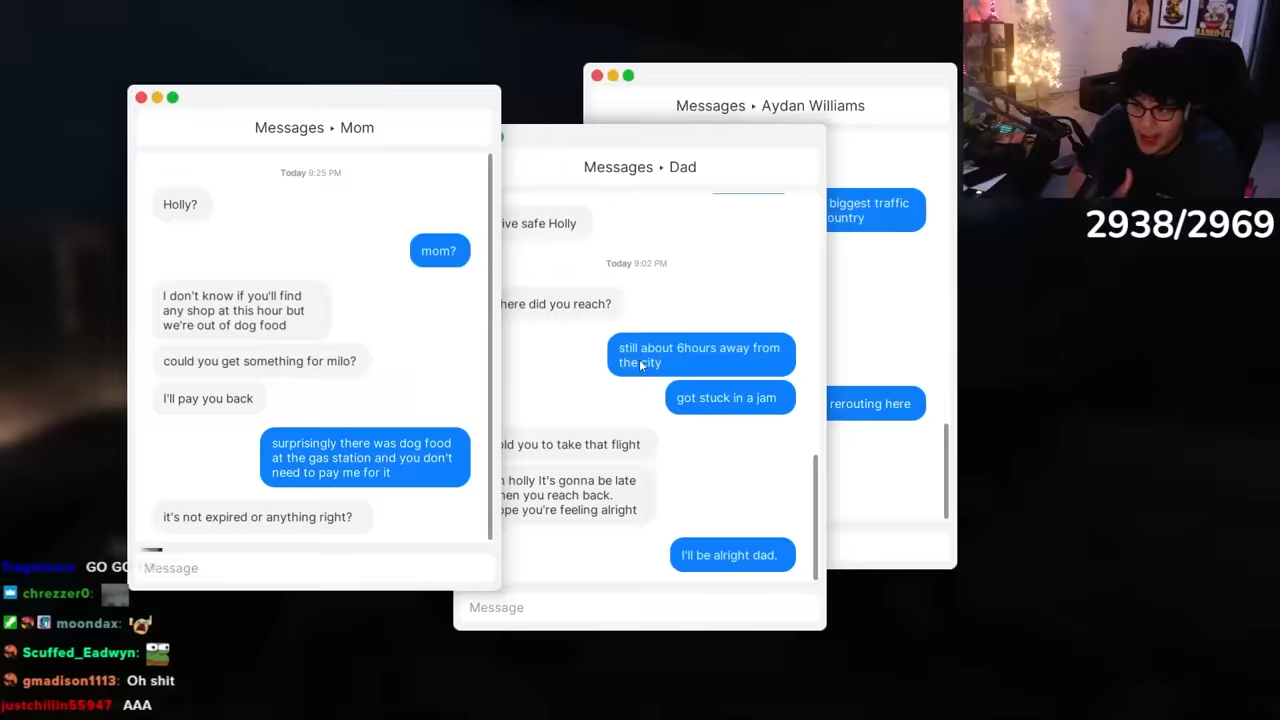 Messages ‣ Mom
Today 9:25 PM
Holly?
mom?
I don't know if you'll find
any shop at this hour but
we're out of dog food
could you get something for milo?
I'll pay you back
surprisingly there was dog food
at the gas station and you don't
need to pay me for it
it's not expired or anything right?
Message
Messages ‣ Dad
ive safe Holly
Today 9:02 PM
here did you reach?
still about 6hours away from
the city
got stuck in a jam
old you to take that flight
holly It's gonna be late
hen you reach back.
ope you're feeling alright
I'll be alright dad.
Message
Messages ‣ Aydan Williams
biggest traffic
ountry
rerouting here
2938/2969
GO GO
chrezzer0:
moondax:
Scuffed_Eadwyn:
gmadison1113: Oh shit
justchillin55947 AAA